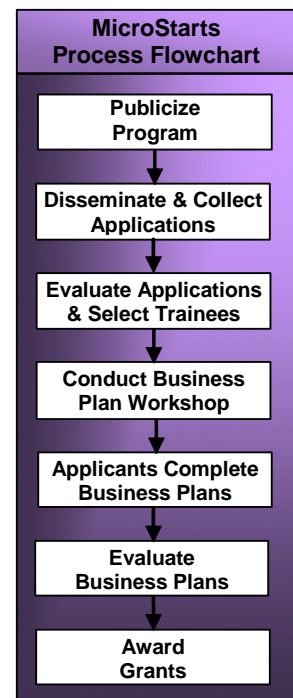 MicroStarts
Process Flowchart
Publicize
Program
Disseminate & Collect
Applications
Evaluate Applications
& Select Trainees
Conduct Business
Plan Workshop
Applicants Complete
Business Plans
Evaluate
Business Plans
Award
Grants